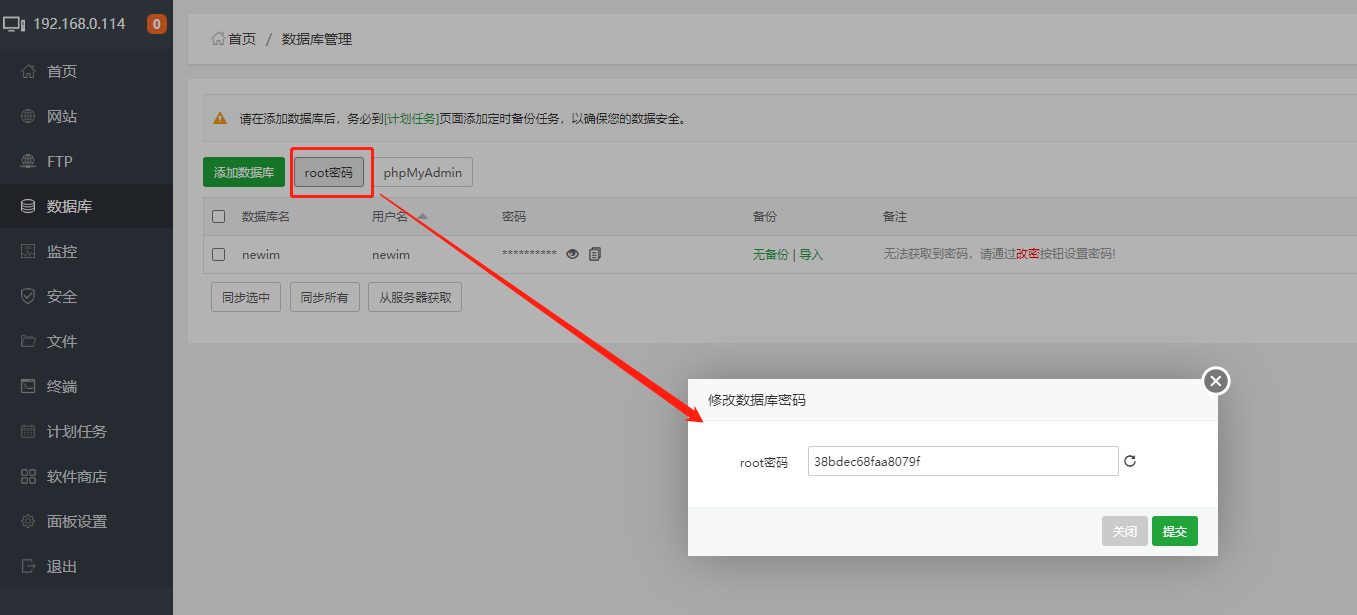 192.168.0.114 0
首页
网站
FTP
数据库
监控
安全
文件
终端
计划任务
软件商店
面板设置
退出
首页 / 数据库管理
请在添加数据库后，务必到[计划任务]页面添加定时备份任务，以确保您的数据安全。
添加数据库 root密码 phpMyAdmin
数据库名 用户名 密码 备份 备注
newim newim ********** 无备份 | 导入 无法获取到密码，请通过改密按钮设置密码!
同步选中 同步所有 从服务器获取
修改数据库密码
root密码 38bdec68faa8079f
关闭 提交